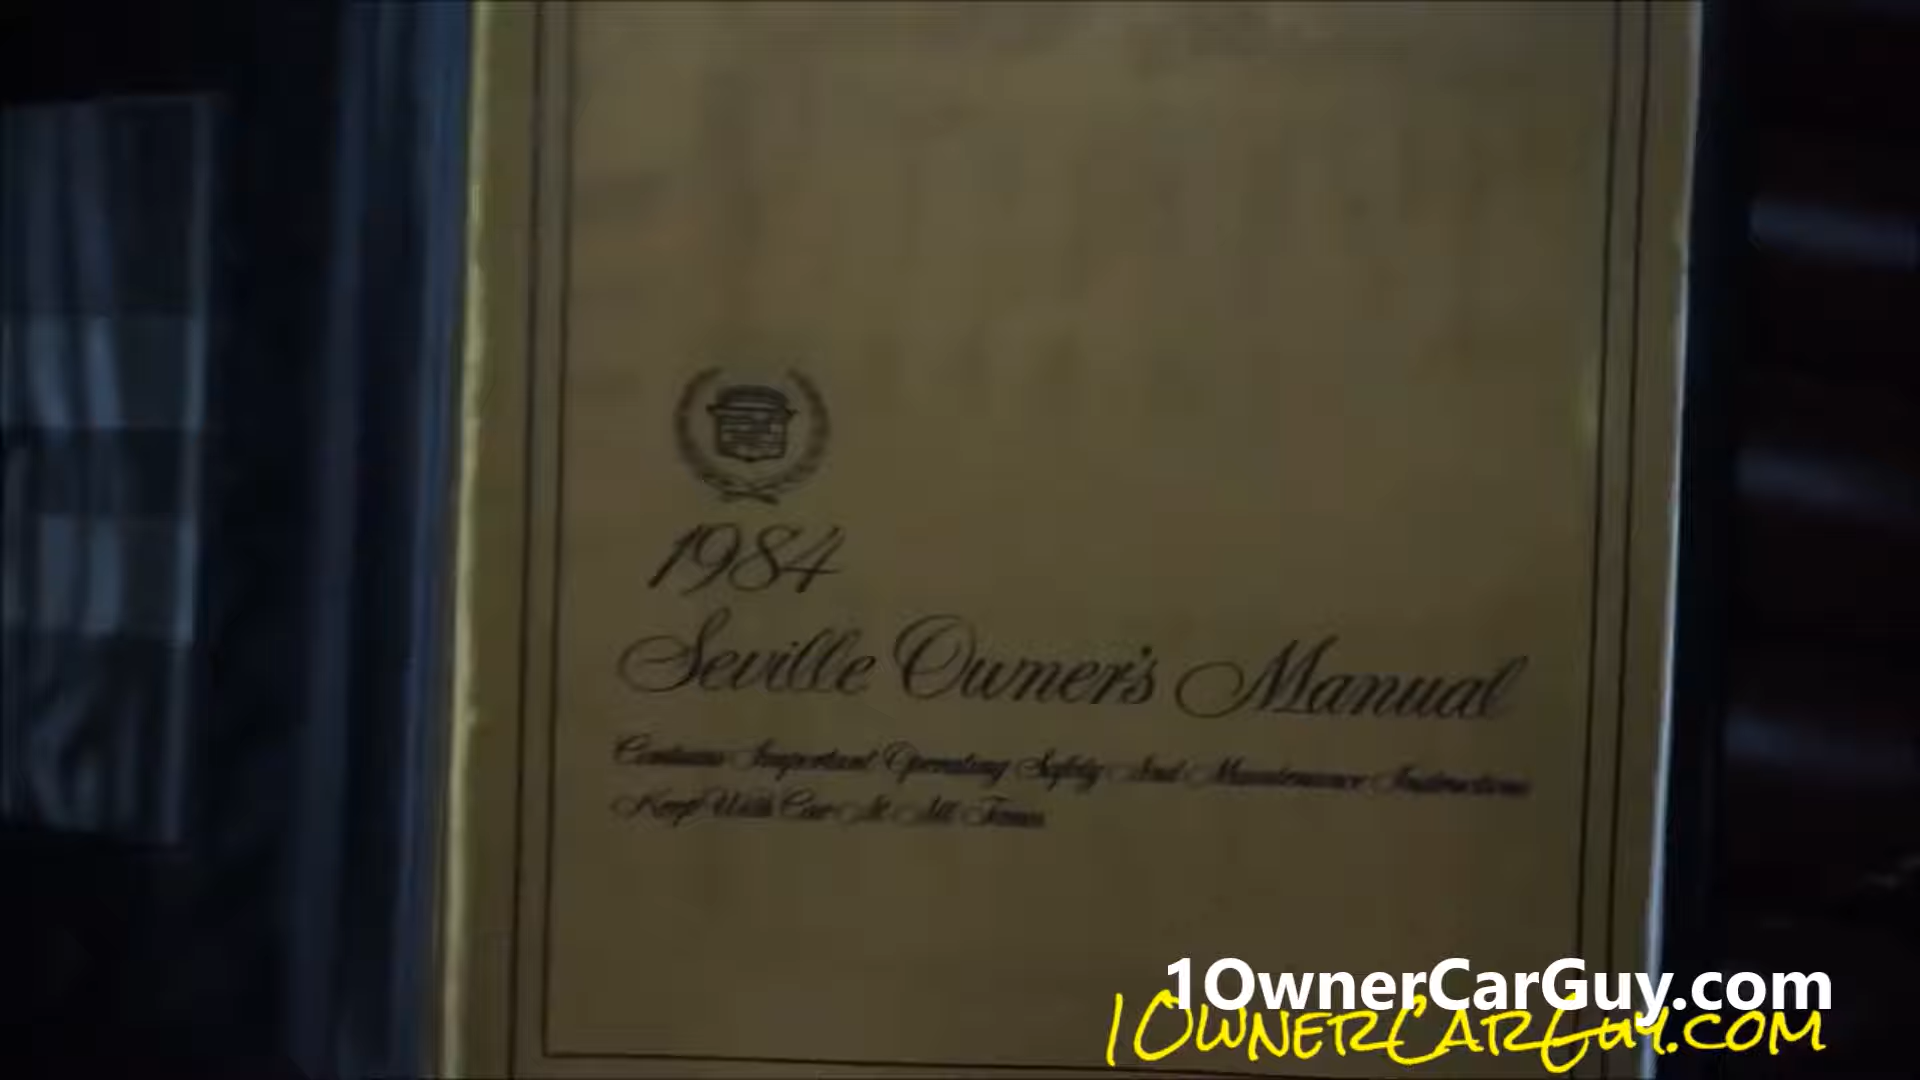 1984
Seville Owner's Manual
Contains Important Operating Safety And Maintenance Instructions
Keep With Car At All Times
1OwnerCarGuy.com
1OwnerCarGuy.com